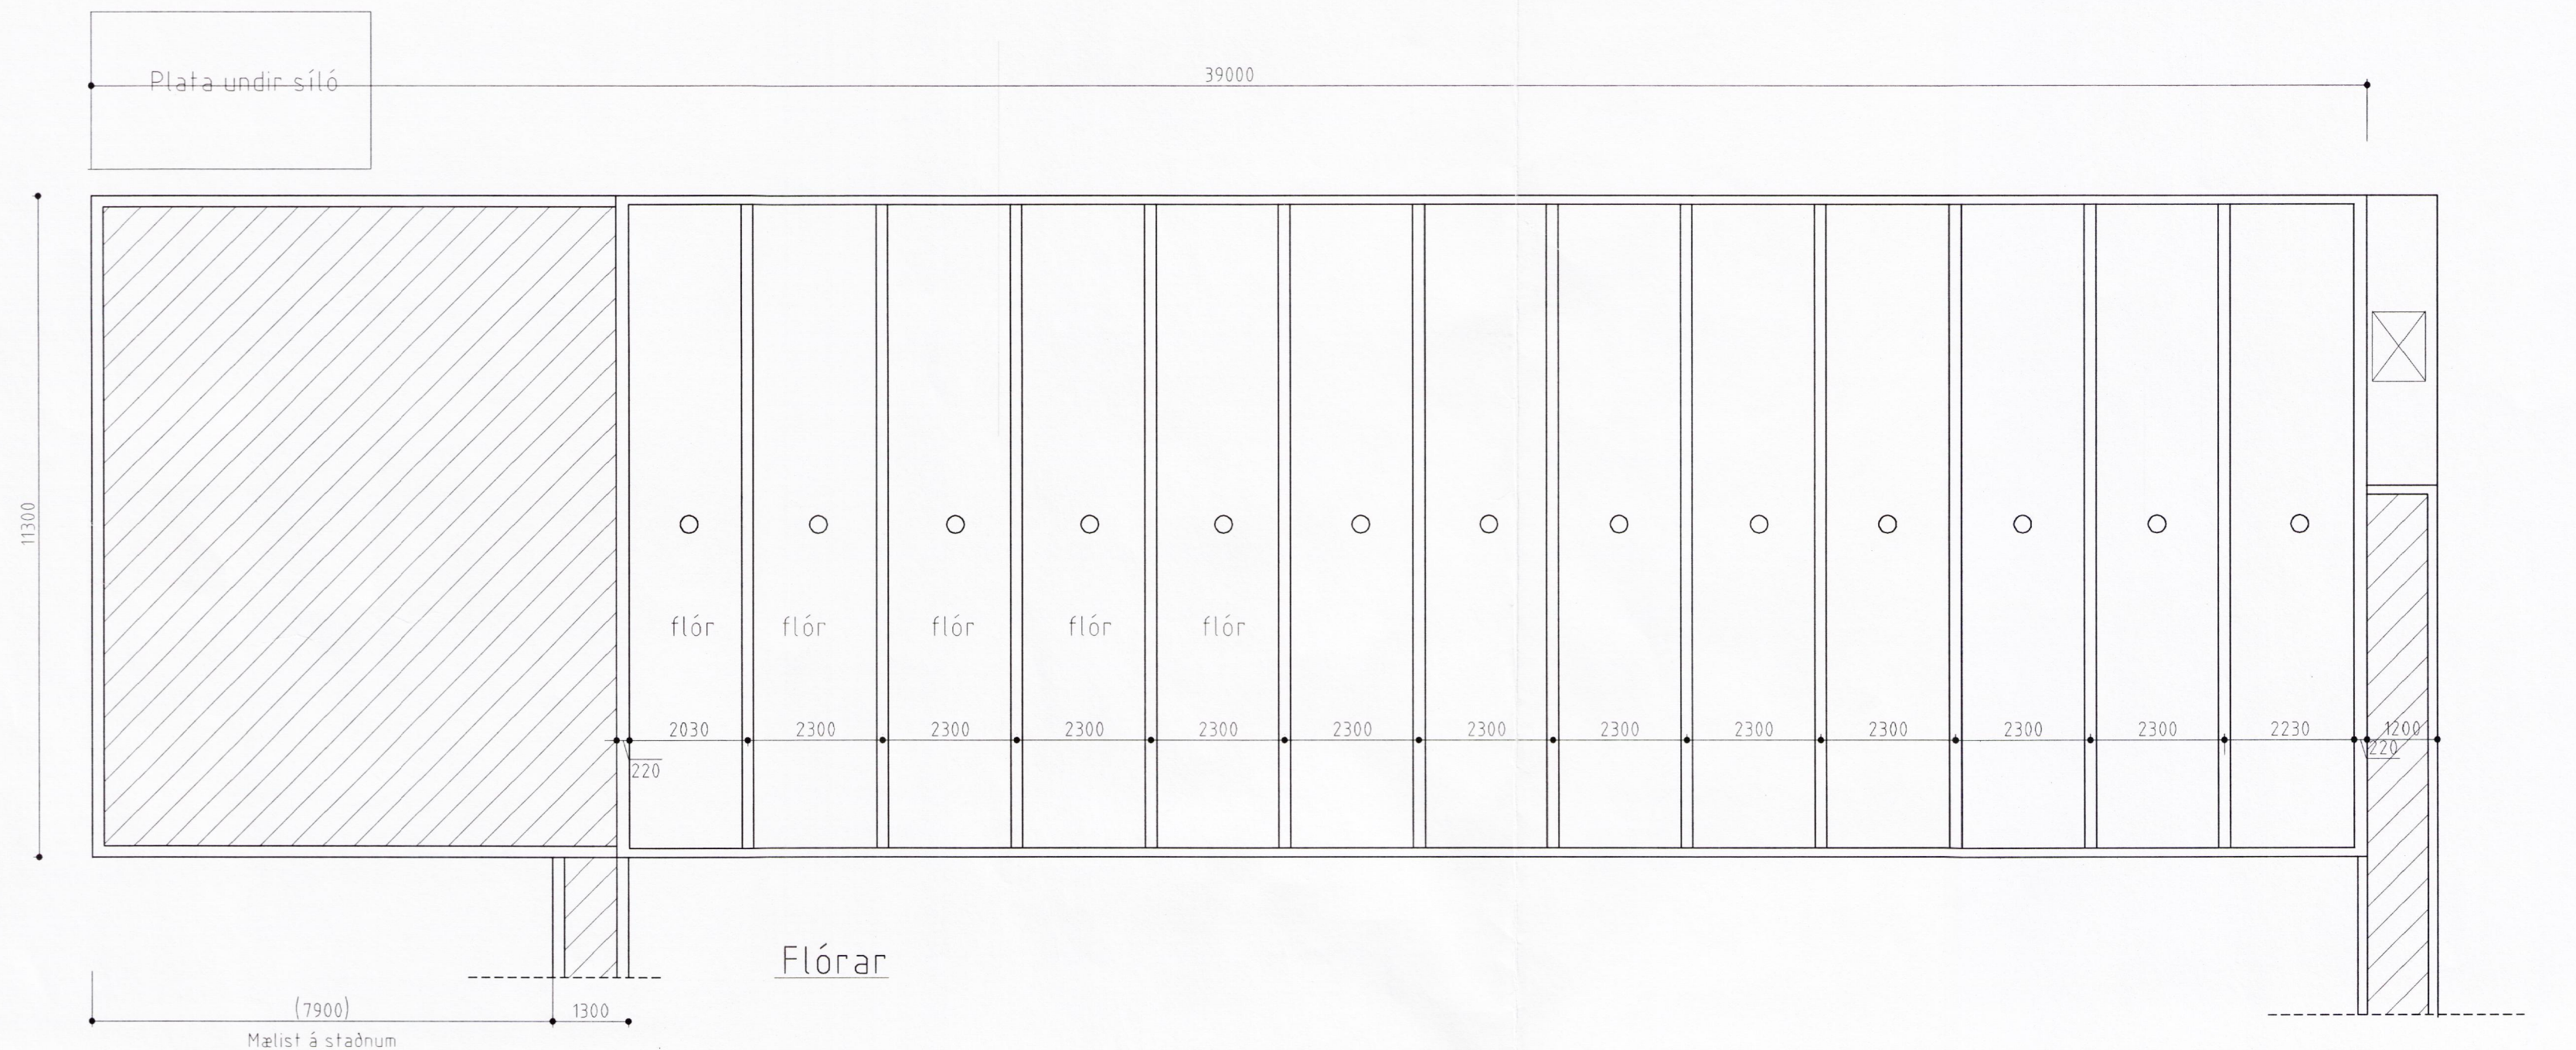 Plata undir síló
39000
11300
flór flór flór flór flór
2030 2300 2300 2300 2300 2300 2300 2300 2300 2300 2300 2300 2230 1200
220 220
Flórar
(7900) 1300
Mælist á staðnum